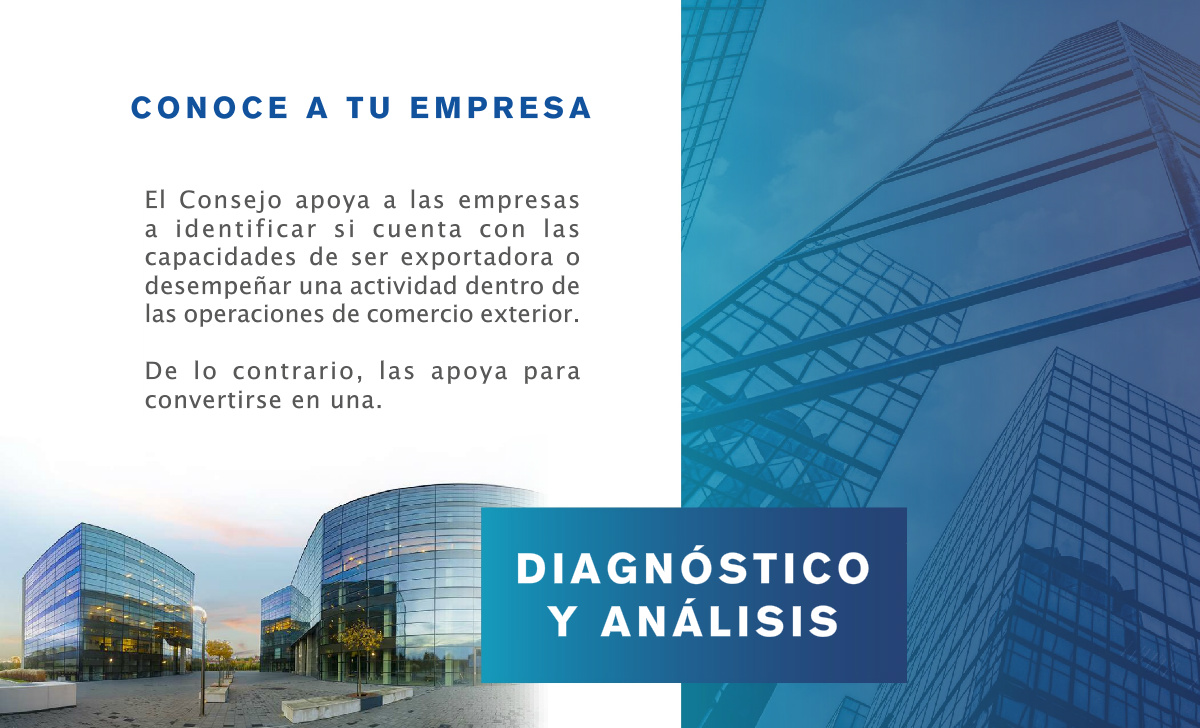 CONOCE A TU EMPRESA
El Consejo apoya a las empresas
a identificar si cuenta con las
capacidades de ser exportadora o
desempeñar una actividad dentro de
las operaciones de comercio exterior.
De lo contrario, las apoya para
convertirse en una.
DIAGNÓSTICO
Y ANÁLISIS